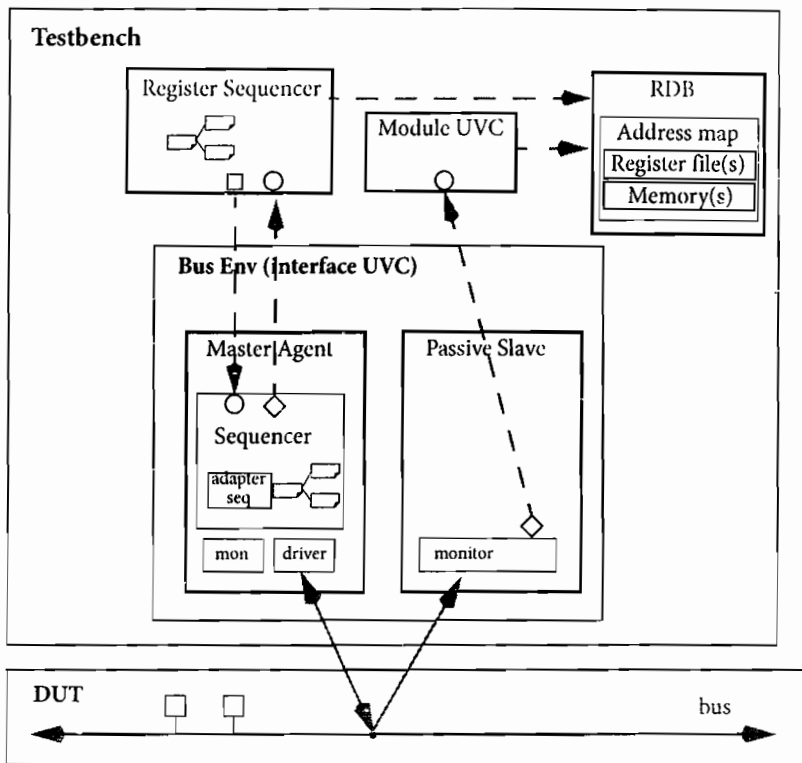 Testbench
Register Sequencer
Module UVC
RDB
Address map
Register file(s)
Memory(s)
Bus Env (Interface UVC)
Master Agent
Passive Slave
Sequencer
adapter
seq
mon
driver
monitor
DUT
bus